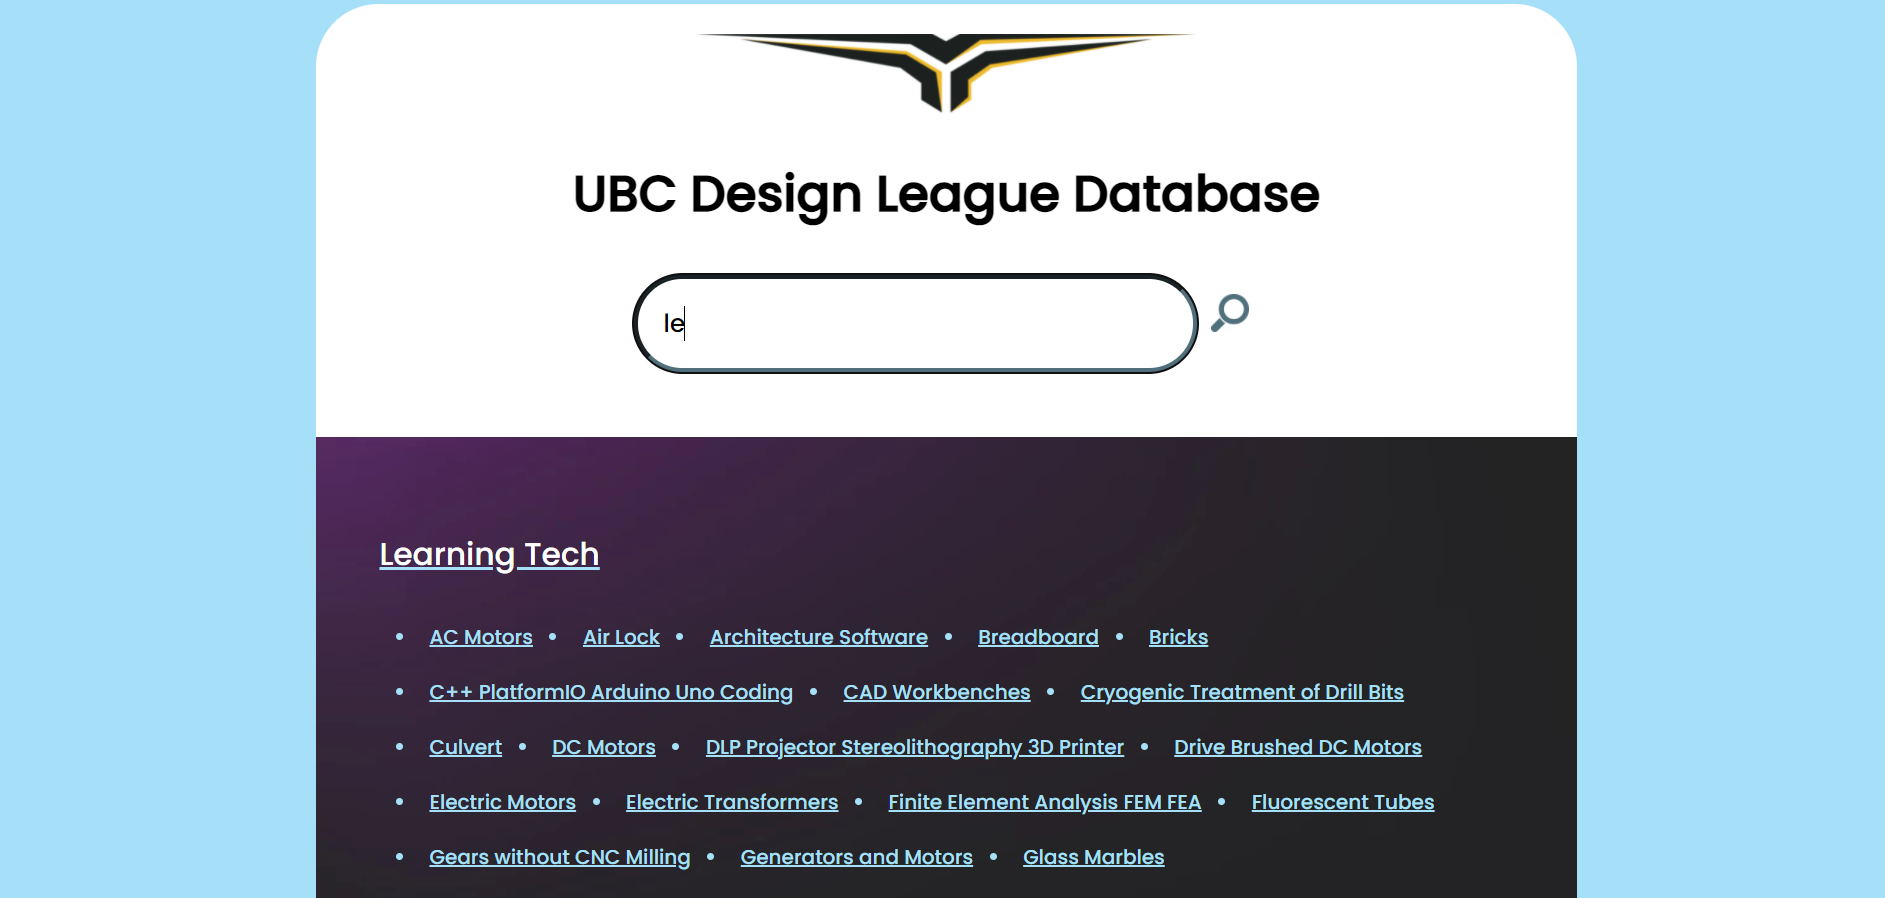 UBC Design League Database
le
Learning Tech
• AC Motors • Air Lock • Architecture Software • Breadboard • Bricks
• C++ PlatformIO Arduino Uno Coding • CAD Workbenches • Cryogenic Treatment of Drill Bits
• Culvert • DC Motors • DLP Projector Stereolithography 3D Printer • Drive Brushed DC Motors
• Electric Motors • Electric Transformers • Finite Element Analysis FEM FEA • Fluorescent Tubes
• Gears without CNC Milling • Generators and Motors • Glass Marbles